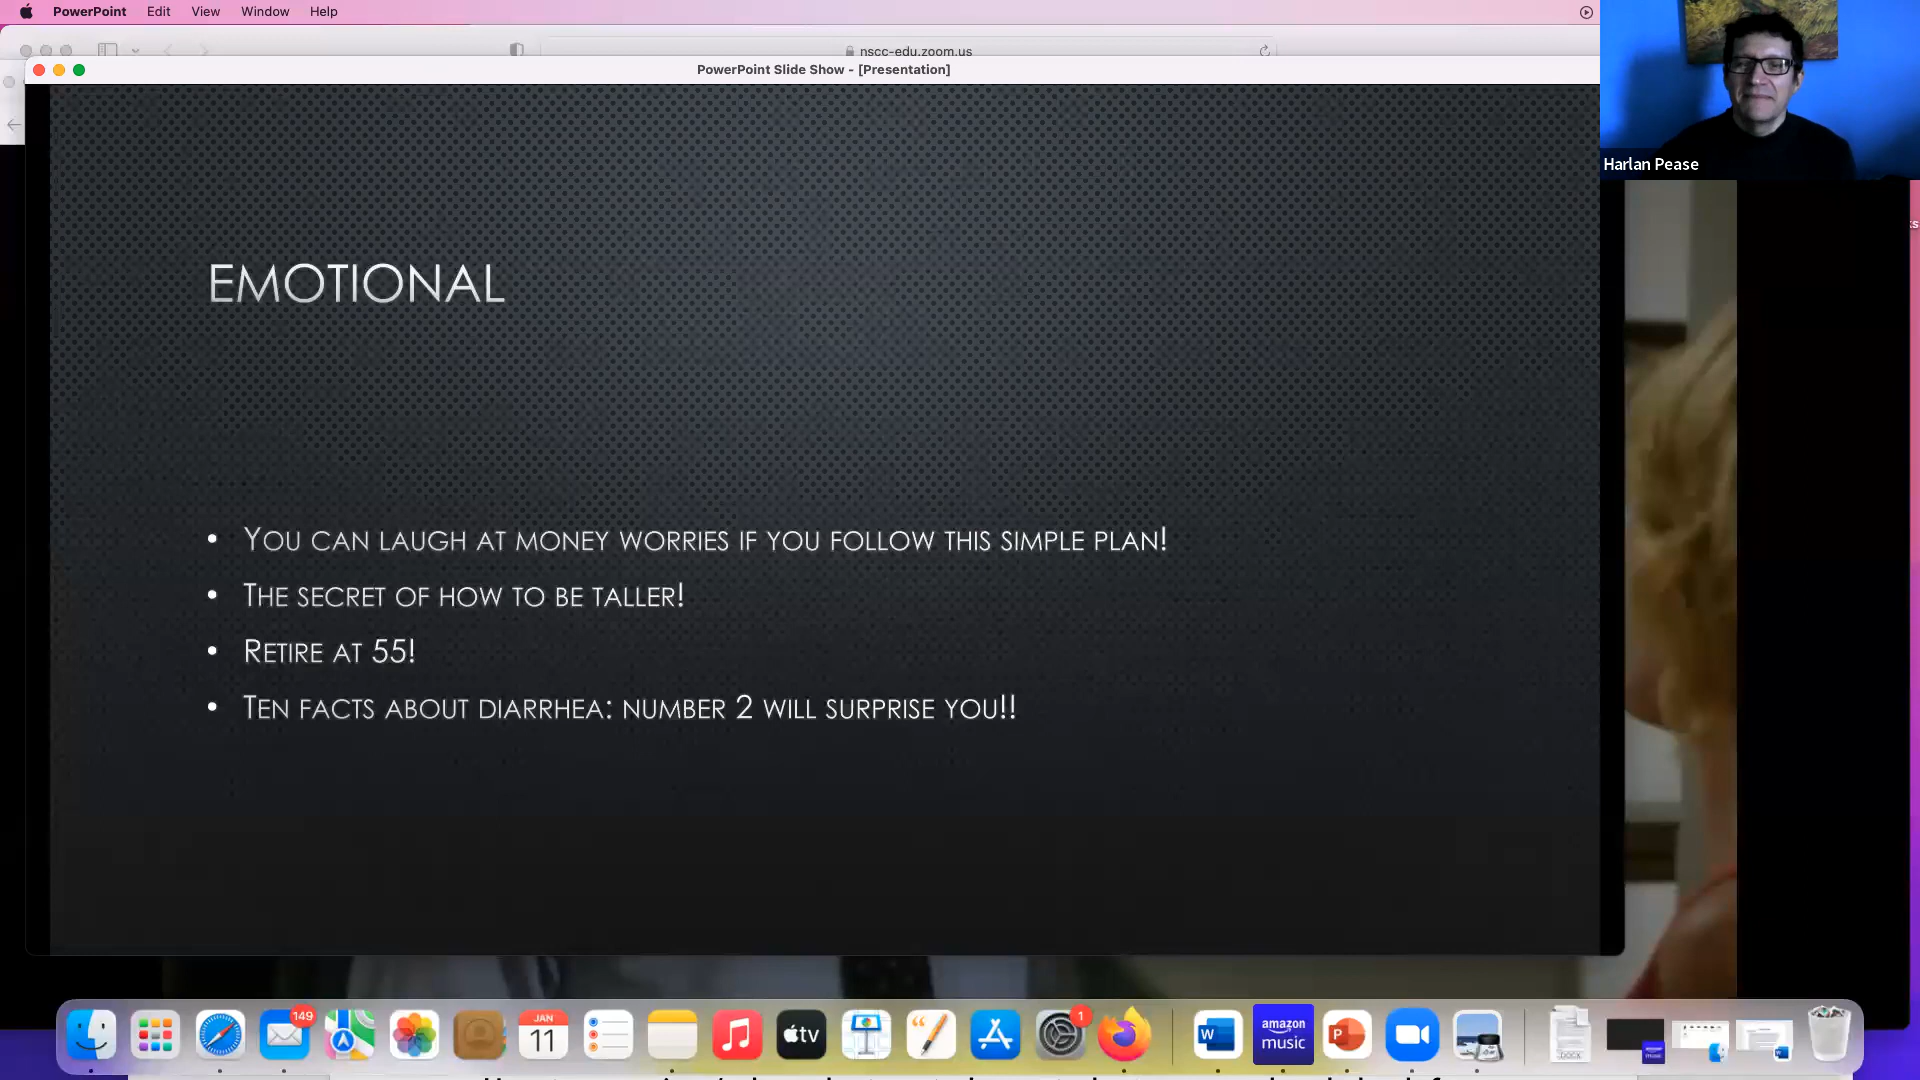 PowerPoint Edit View Window Help
nscc-edu.zoom.us
PowerPoint Slide Show - [Presentation]
Harlan Pease
EMOTIONAL
• You can laugh at money worries if you follow this simple plan!
• The secret of how to be taller!
• Retire at 55!
• Ten facts about diarrhea: number 2 will surprise you!!
149
JAN
11
tv
1
W
amazon
music
P
DOCX